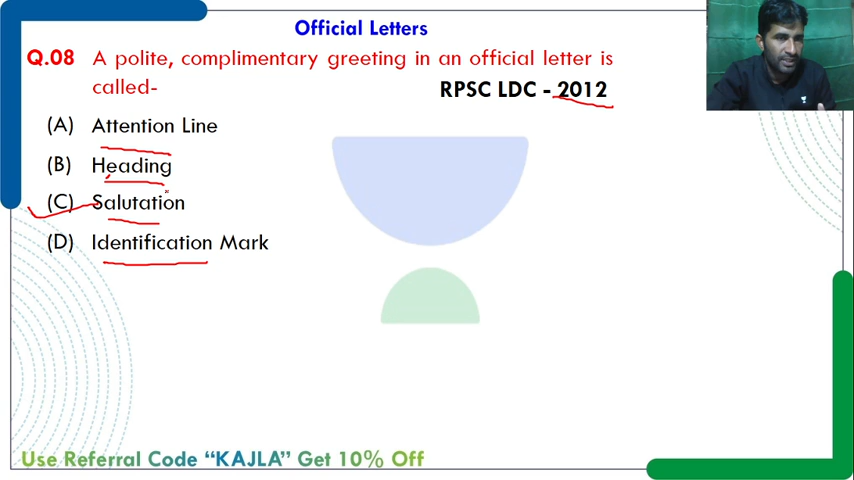 Official Letters
Q.08 A polite, complimentary greeting in an official letter is
called-
RPSC LDC - 2012
(A) Attention Line
(B) Heading
(C) Salutation
(D) Identification Mark
Use Referral Code “KAJLA” Get 10% Off